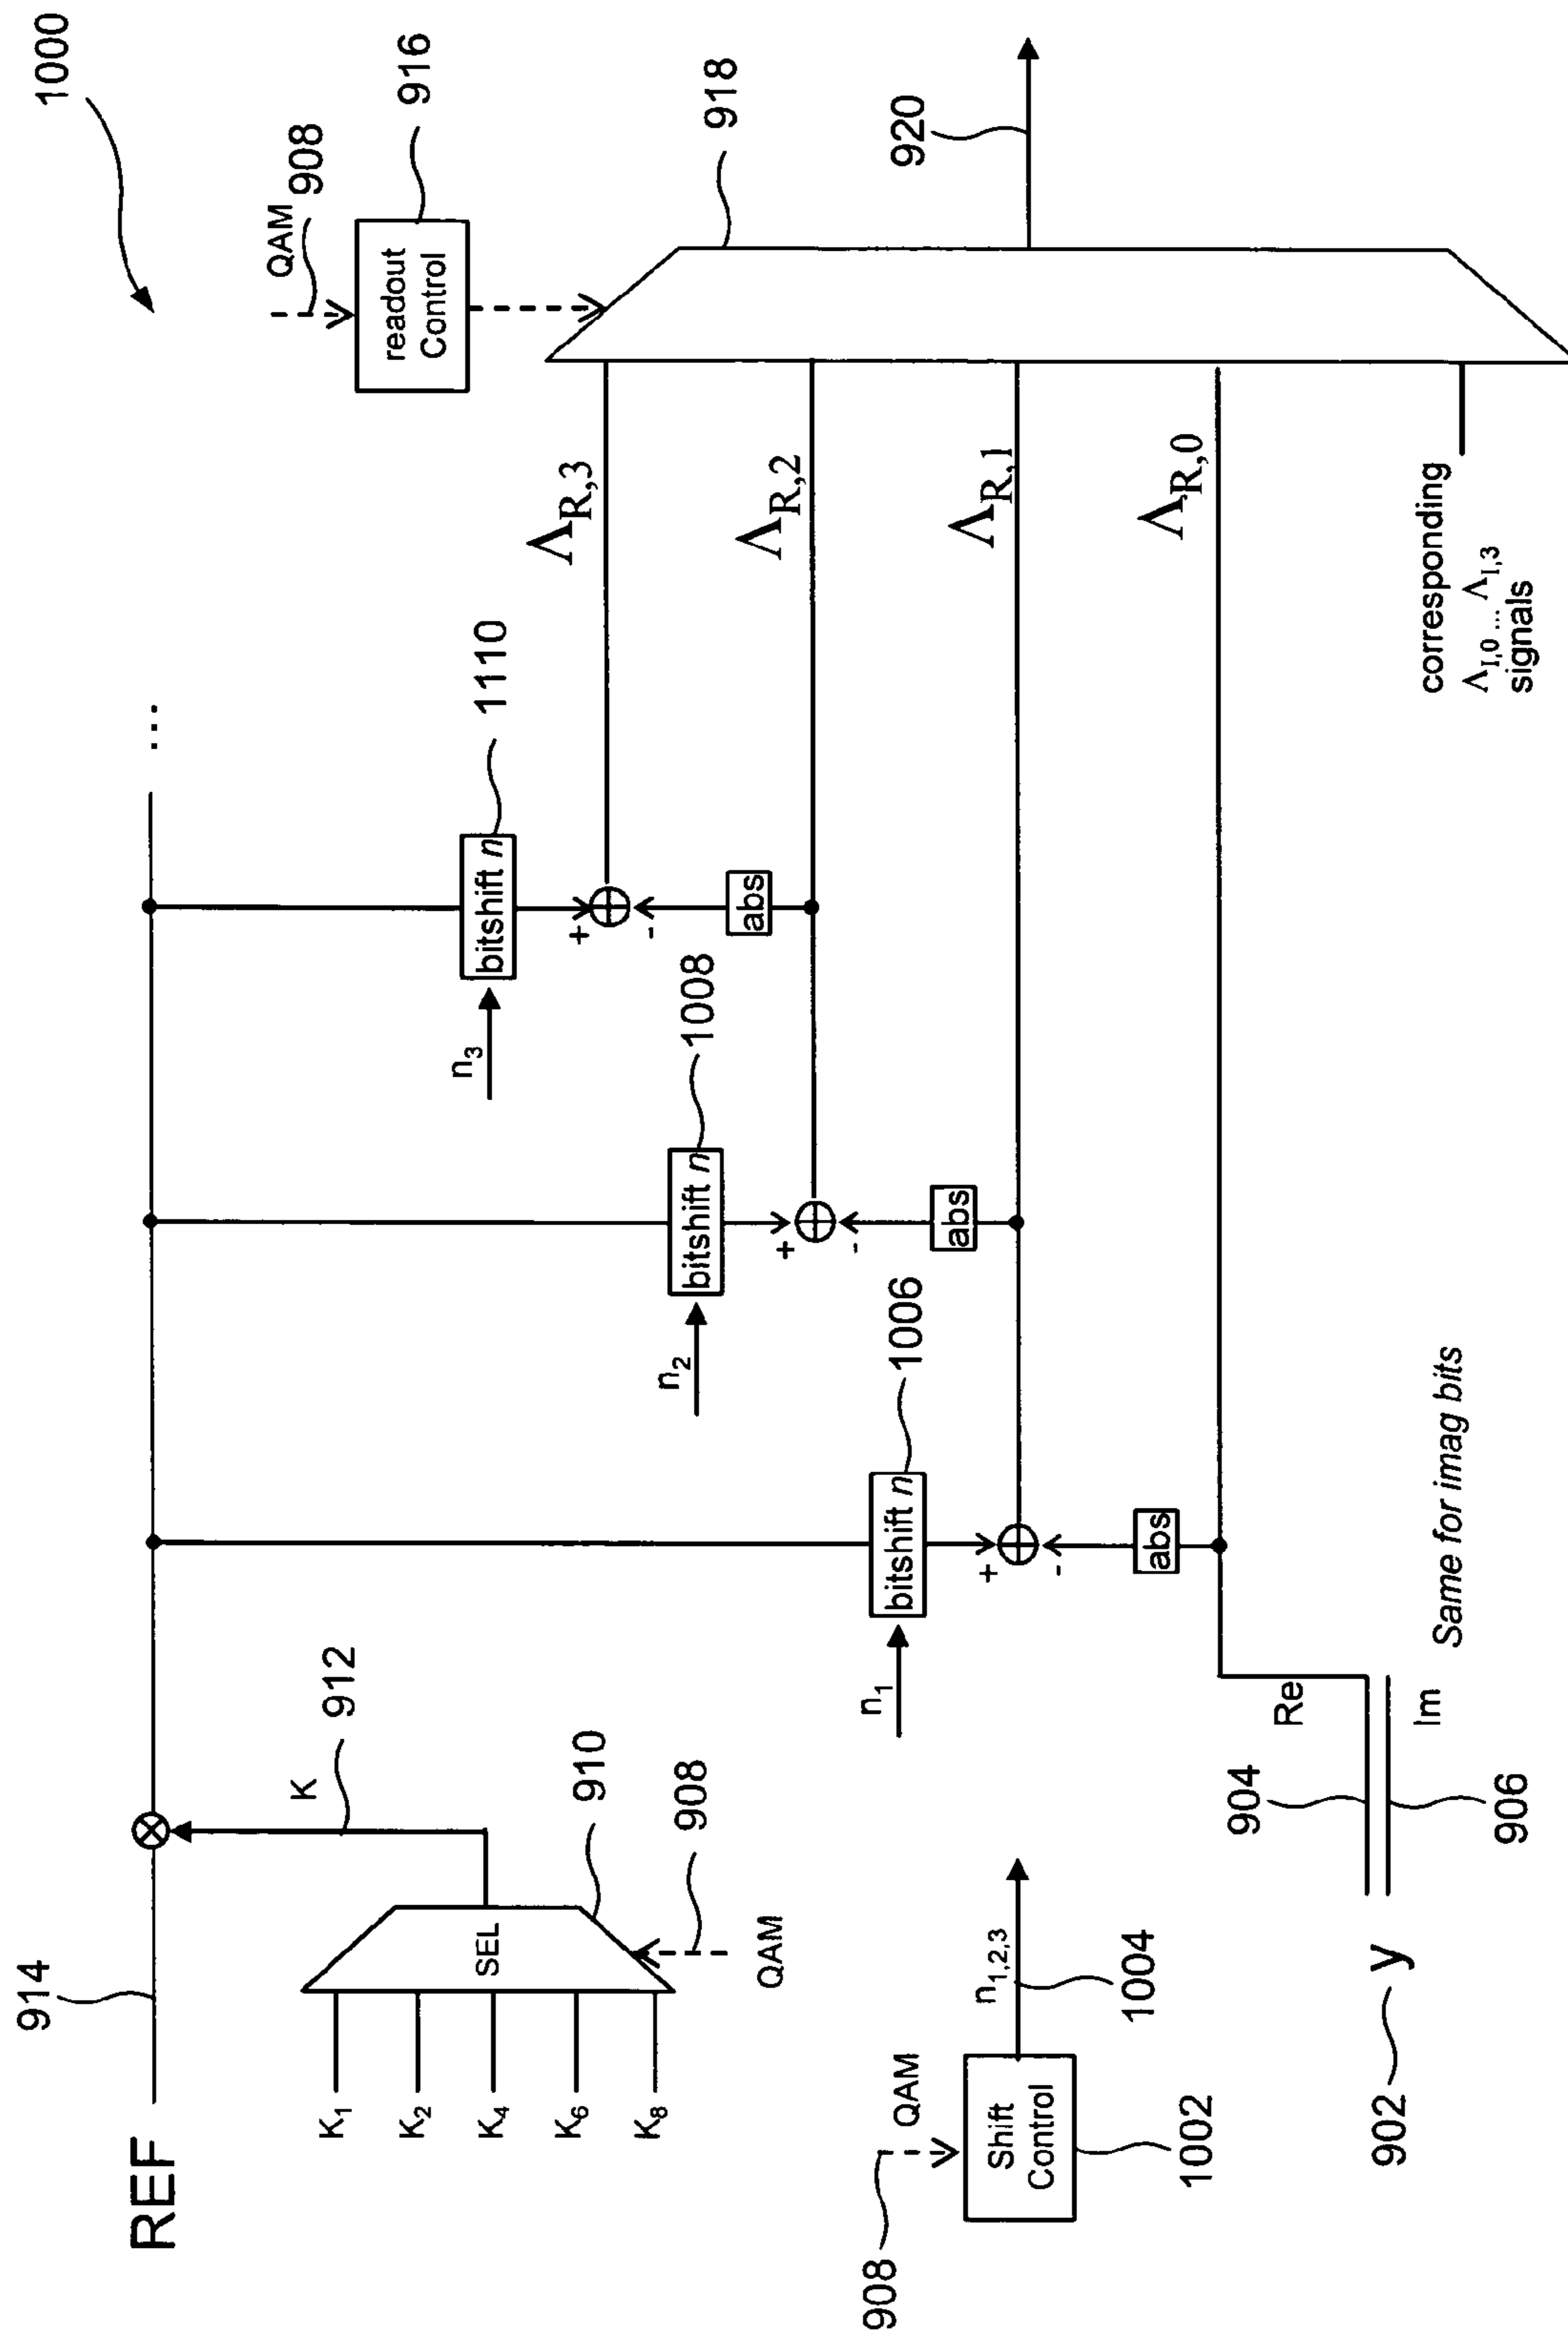 1000
914
REF
K
912
K1
K2
K4
K6
K8
SEL
910
908
QAM
QAM
908
readout
Control
916
918
920
...
n3
bitshift n
1110
+
-
abs
ΛR,3
n2
bitshift n
1008
+
-
abs
ΛR,2
n1
bitshift n
1006
+
-
abs
ΛR,1
ΛR,0
908
QAM
Shift
Control
1002
n1,2,3
1004
902
y
904
Re
Im
906
Same for imag bits
corresponding
ΛI,0 ... ΛI,3
signals